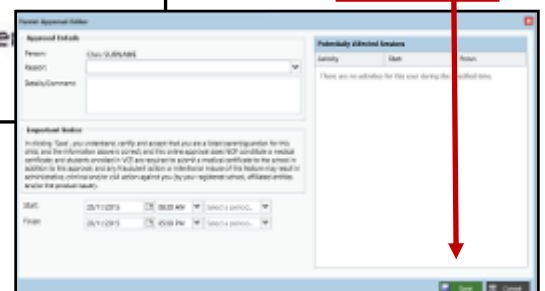 Parent Approval Editor
Approval Details
Person: Chris SURNAME
Reason:
Details/Comment:
Important Notice
In clicking 'Save', you understand, certify and accept that you are a listed parent/guardian for this
child, and the information above is correct, and this online approval does NOT constitute a medical
certificate and students enrolled in VCE are required to submit a medical certificate to the school in
addition to this approval, and any fraudulent action or intentional misuse of this feature may result in
administrative, criminal and/or civil action against you (by your registered school, affiliated entities
and/or the product
Start: 20/11/2015 08:00 AM Select a period...
Finish: 20/11/2015 05:00 PM Select a period...
Potentially Affected Sessions
Activity Start Finish
There are no activities for this user during the specified time.
Save Cancel